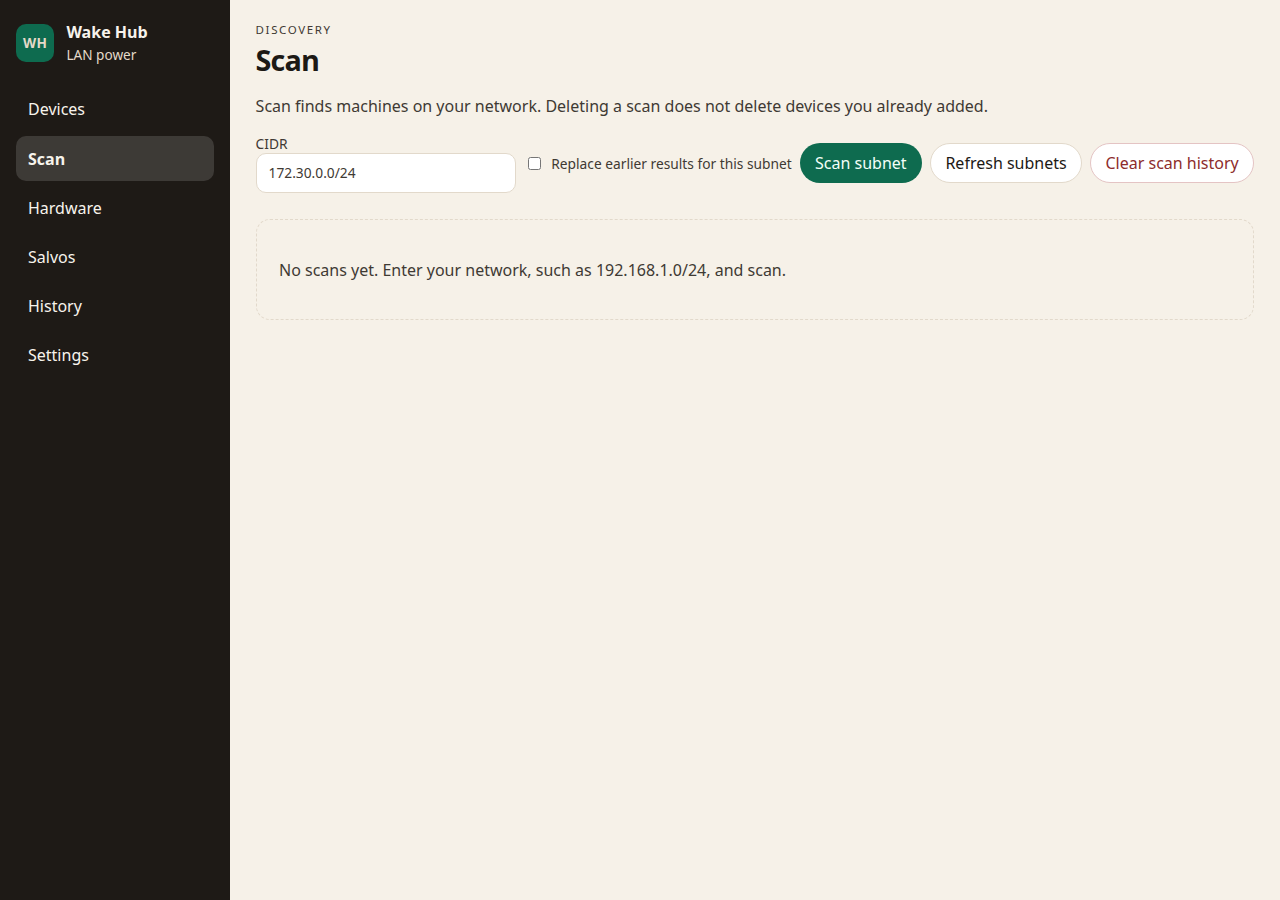 WH
Wake Hub
LAN power
Devices
Scan
Hardware
Salvos
History
Settings
DISCOVERY
Scan
Scan finds machines on your network. Deleting a scan does not delete devices you already added.
CIDR
172.30.0.0/24
Replace earlier results for this subnet
Scan subnet
Refresh subnets
Clear scan history
No scans yet. Enter your network, such as 192.168.1.0/24, and scan.